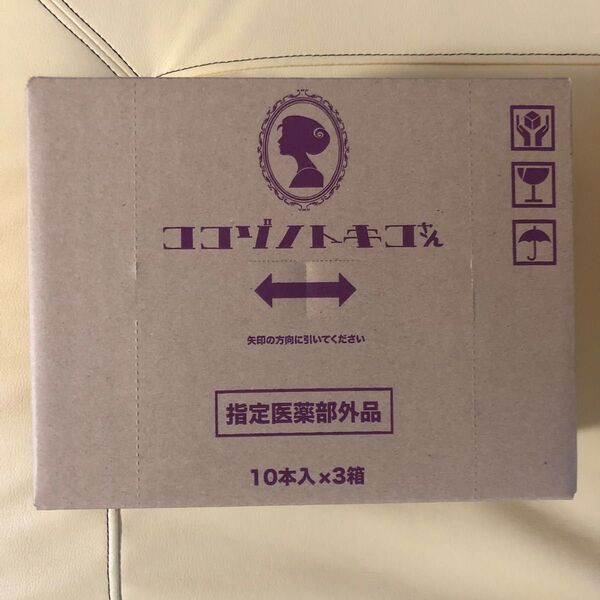 ココゾノトキコさん
矢印の方向に引いてください
指定医薬部外品
10本入×3箱